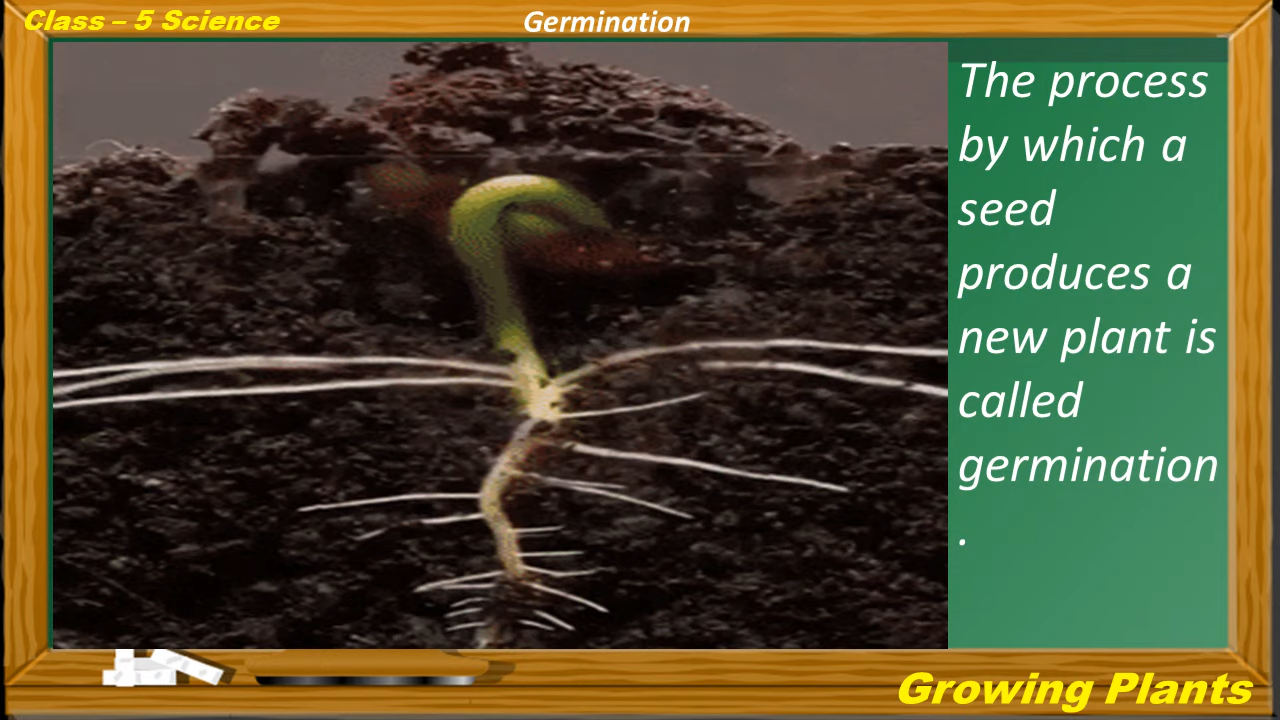 Class – 5 Science
Germination
The process
by which a
seed
produces a
new plant is
called
germination
.
Growing Plants